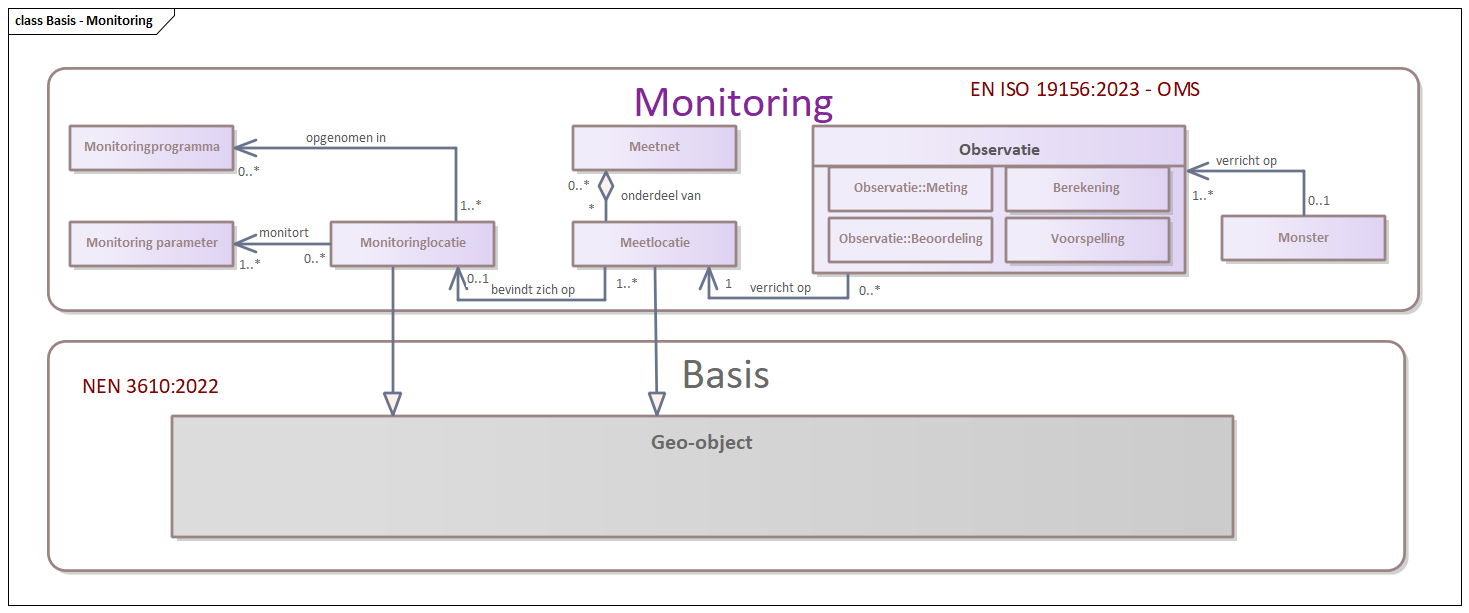 class Basis - Monitoring
Monitoring
EN ISO 19156:2023 - OMS
Monitoringprogramma
opgenomen in
0..*
1..*
Meetnet
0..*
onderdeel van
*
Observatie
Observatie::Meting
Berekening
Observatie::Beoordeling
Voorspelling
verricht op
1..*
0..1
Monster
Monitoring parameter
monitort
1..*
0..*
Monitoringlocatie
Meetlocatie
0..1
bevindt zich op
1..*
1
verricht op
0..*
Basis
NEN 3610:2022
Geo-object